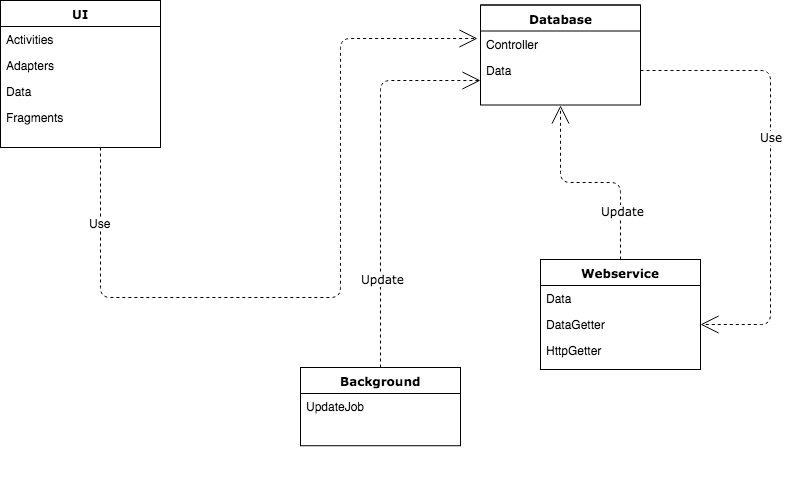 UI
Activities
Adapters
Data
Fragments
Use
Database
Controller
Data
Use
Update
Webservice
Data
DataGetter
HttpGetter
Update
Background
UpdateJob